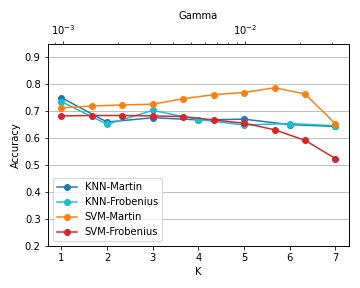 Gamma
10⁻³ 10⁻²
0.9
0.8
0.7
0.6
0.5
0.4
0.3
0.2
Accuracy
KNN-Martin
KNN-Frobenius
SVM-Martin
SVM-Frobenius
1 2 3 4 5 6 7
K